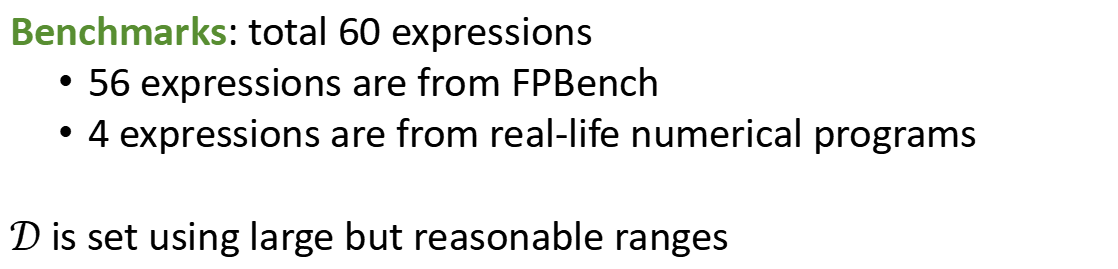 Benchmarks: total 60 expressions
• 56 expressions are from FPBench
• 4 expressions are from real-life numerical programs
𝒟 is set using large but reasonable ranges